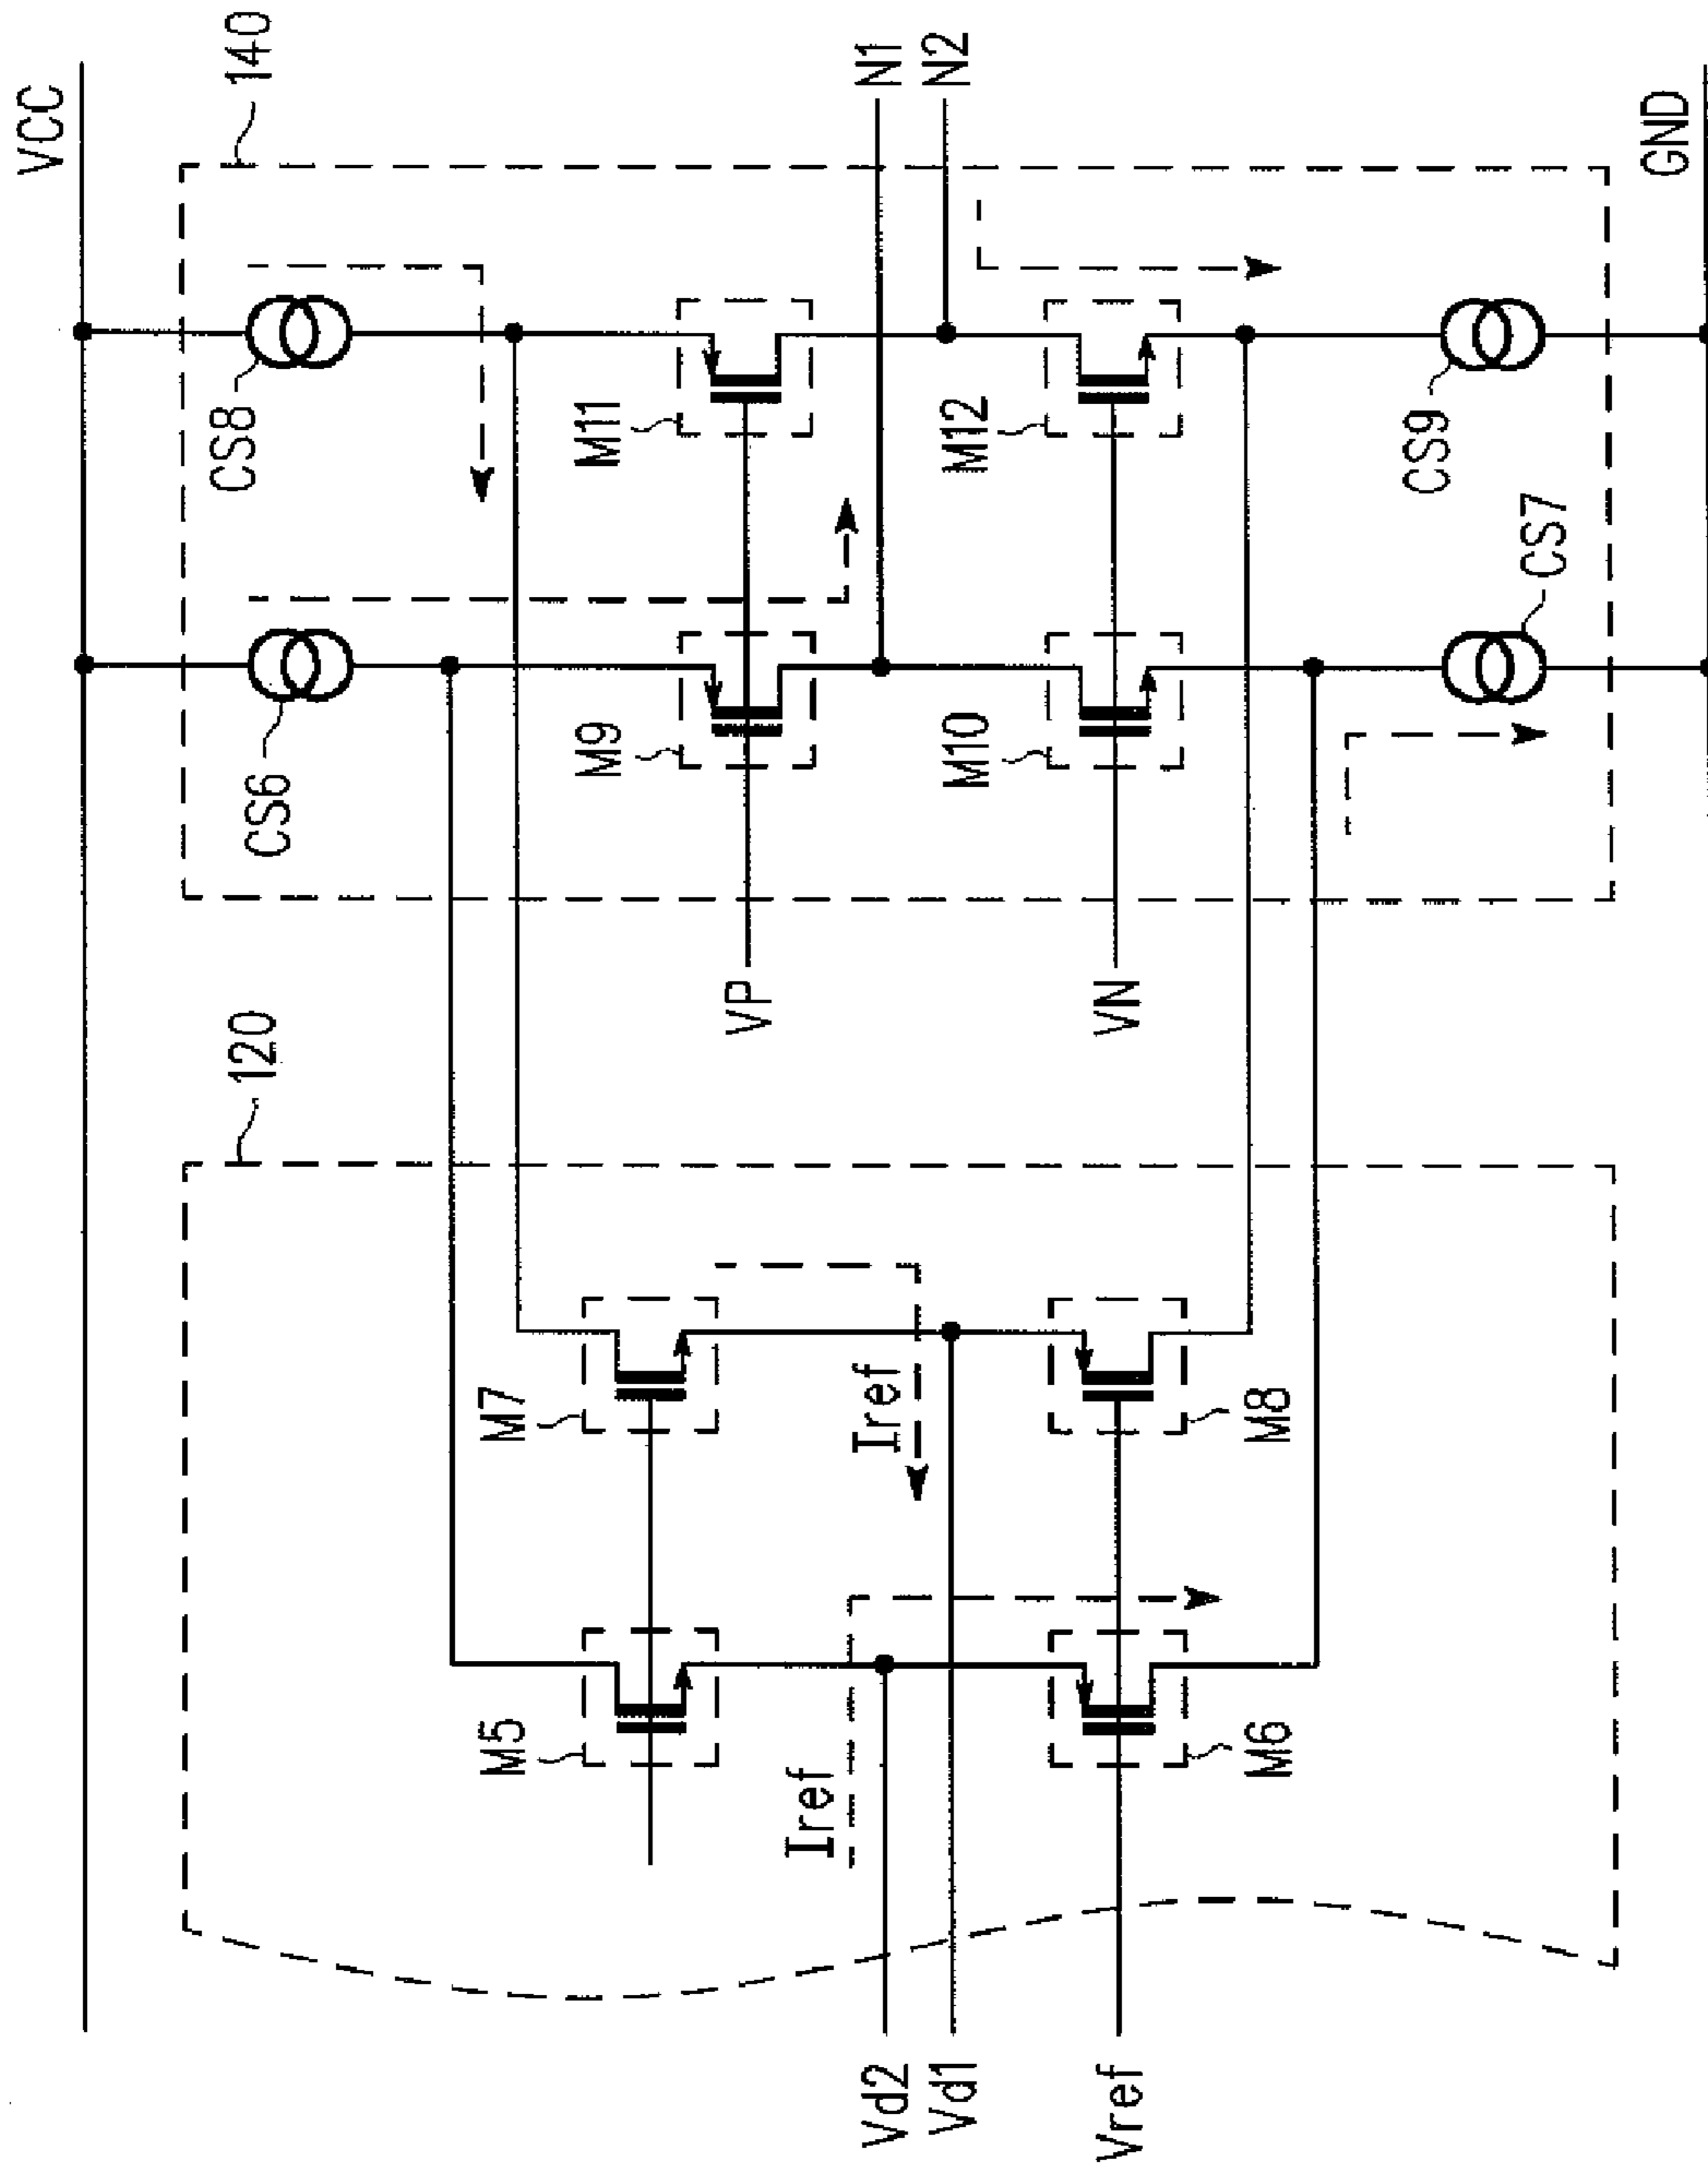 VCC
140
N1
N2
GND
CS8
M11
M12
CS9
CS6
M9
M10
CS7
VP
VN
120
M7
Iref
M8
M5
Iref
M6
Vd2
Vd1
Vref